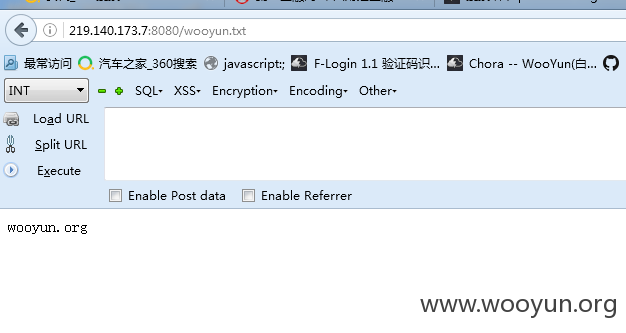 219.140.173.7:8080/wooyun.txt
最常访问 汽车之家_360搜索 javascript:; F-Login 1.1 验证码识... Chora -- WooYun(白...
INT SQL XSS Encryption Encoding Other
Load URL
Split URL
Execute
Enable Post data Enable Referrer
wooyun.org
www.wooyun.org